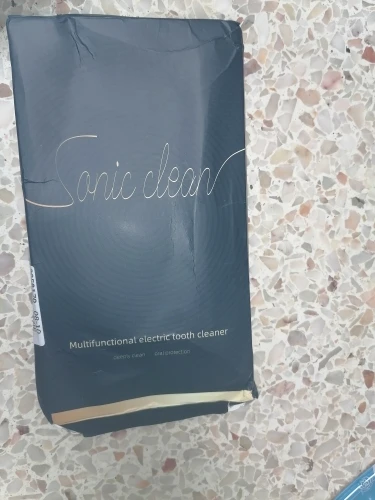 Sonic clean
Multifunctional electric tooth cleaner